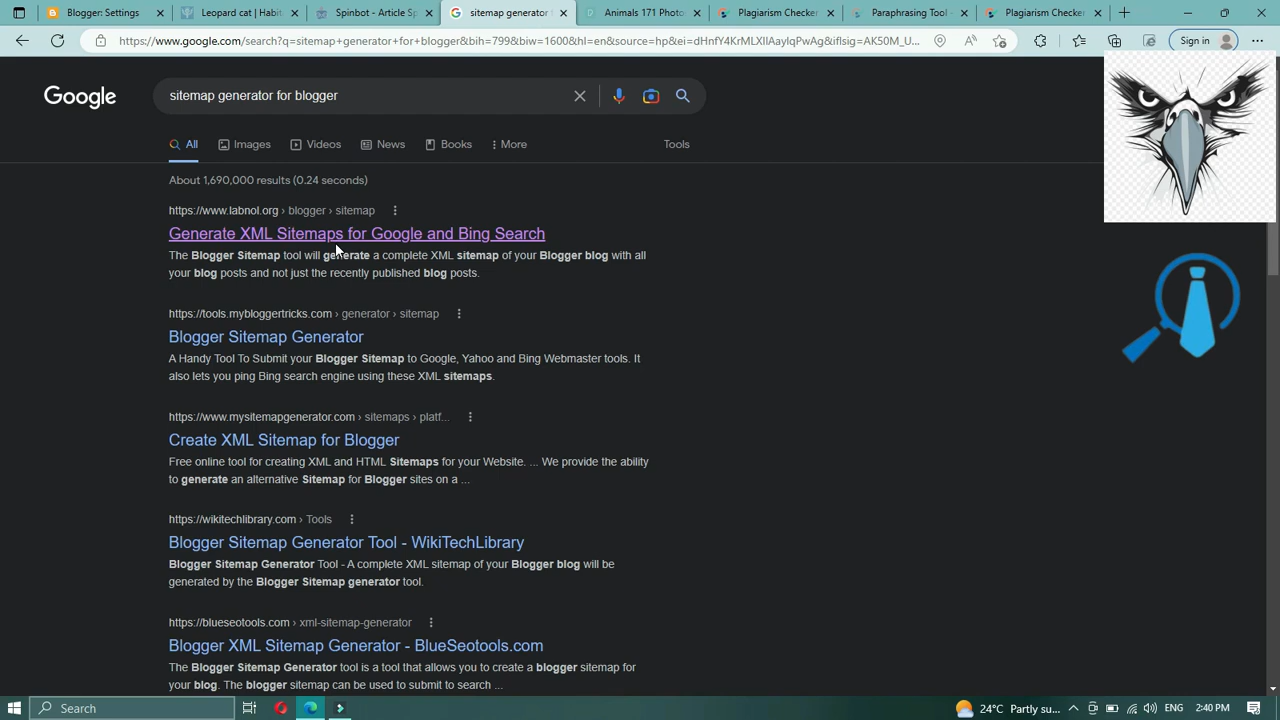 Blogger: Settings
Leopard cat | Habit
Spinbot - Article Sp
sitemap generator f
Animals 171 Photo
Plagiarism Checker
Paraphrasing Tool -
Plagiarism Checker
https://www.google.com/search?q=sitemap+generator+for+blogger&bih=799&biw=1600&hl=en&source=hp&ei=dHnfY4KrMLXIlAaylqPwAg&iflsig=AK50M_U...
Sign in
Google
sitemap generator for blogger
All
Images
Videos
News
Books
More
Tools
About 1,690,000 results (0.24 seconds)
https://www.labnol.org › blogger › sitemap
Generate XML Sitemaps for Google and Bing Search
The Blogger Sitemap tool will generate a complete XML sitemap of your Blogger blog with all
your blog posts and not just the recently published blog posts.
https://tools.mybloggertricks.com › generator › sitemap
Blogger Sitemap Generator
A Handy Tool To Submit your Blogger Sitemap to Google, Yahoo and Bing Webmaster tools. It
also lets you ping Bing search engine using these XML sitemaps.
https://www.mysitemapgenerator.com › sitemaps › platf...
Create XML Sitemap for Blogger
Free online tool for creating XML and HTML Sitemaps for your Website. ... We provide the ability
to generate an alternative Sitemap for Blogger sites on a ...
https://wikitechlibrary.com › Tools
Blogger Sitemap Generator Tool - WikiTechLibrary
Blogger Sitemap Generator Tool - A complete XML sitemap of your Blogger blog will be
generated by the Blogger Sitemap generator tool.
https://blueseotools.com › xml-sitemap-generator
Blogger XML Sitemap Generator - BlueSeotools.com
The Blogger Sitemap Generator tool is a tool that allows you to create a blogger sitemap for
your blog. The blogger sitemap can be used to submit to search ...
Search
24°C Partly su...
ENG
2:40 PM